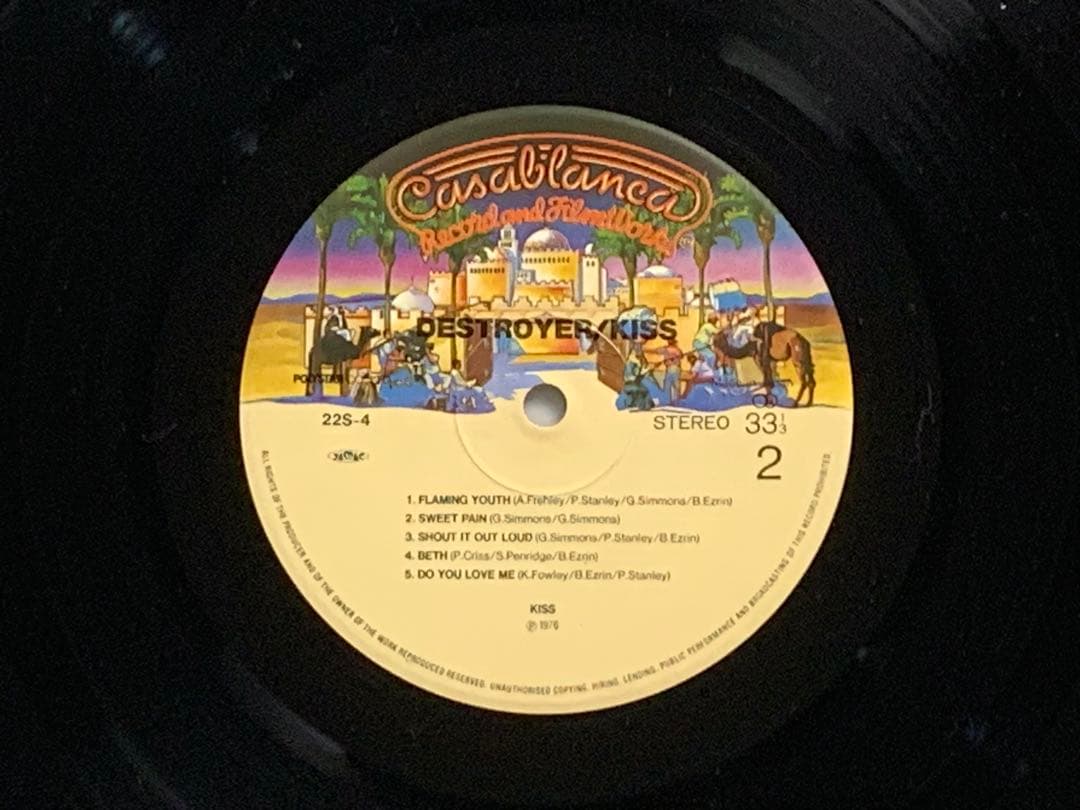 Casablanca
Record and FilmWorks
DESTROYER/KISS
22S-4
STEREO 33⅓
2
1. FLAMING YOUTH (A.Frehley/P.Stanley/G.Simmons/B.Ezrin)
2. SWEET PAIN (G.Simmons/G.Simmons)
3. SHOUT IT OUT LOUD (G.Simmons/P.Stanley/B.Ezrin)
4. BETH (P.Criss/S.Penridge/B.Ezrin)
5. DO YOU LOVE ME (K.Fowley/B.Ezrin/P.Stanley)
KISS
℗ 1976
ALL RIGHTS OF THE PRODUCER AND OF THE OWNER OF THE WORK REPRODUCED RESERVED. UNAUTHORISED COPYING, HIRING, LENDING, PUBLIC PERFORMANCE AND BROADCASTING OF THIS RECORD PROHIBITED.